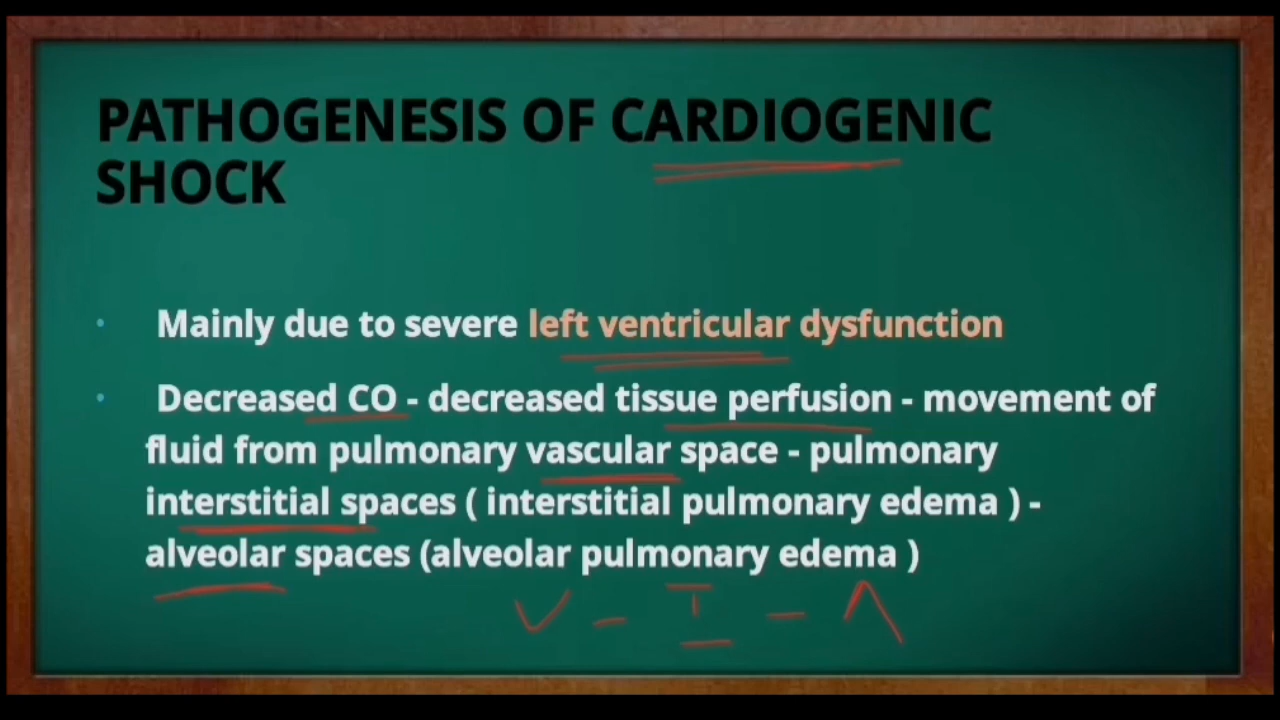 PATHOGENESIS OF CARDIOGENIC
SHOCK
• Mainly due to severe left ventricular dysfunction
• Decreased CO - decreased tissue perfusion - movement of
fluid from pulmonary vascular space - pulmonary
interstitial spaces ( interstitial pulmonary edema ) -
alveolar spaces (alveolar pulmonary edema )
V - I - A